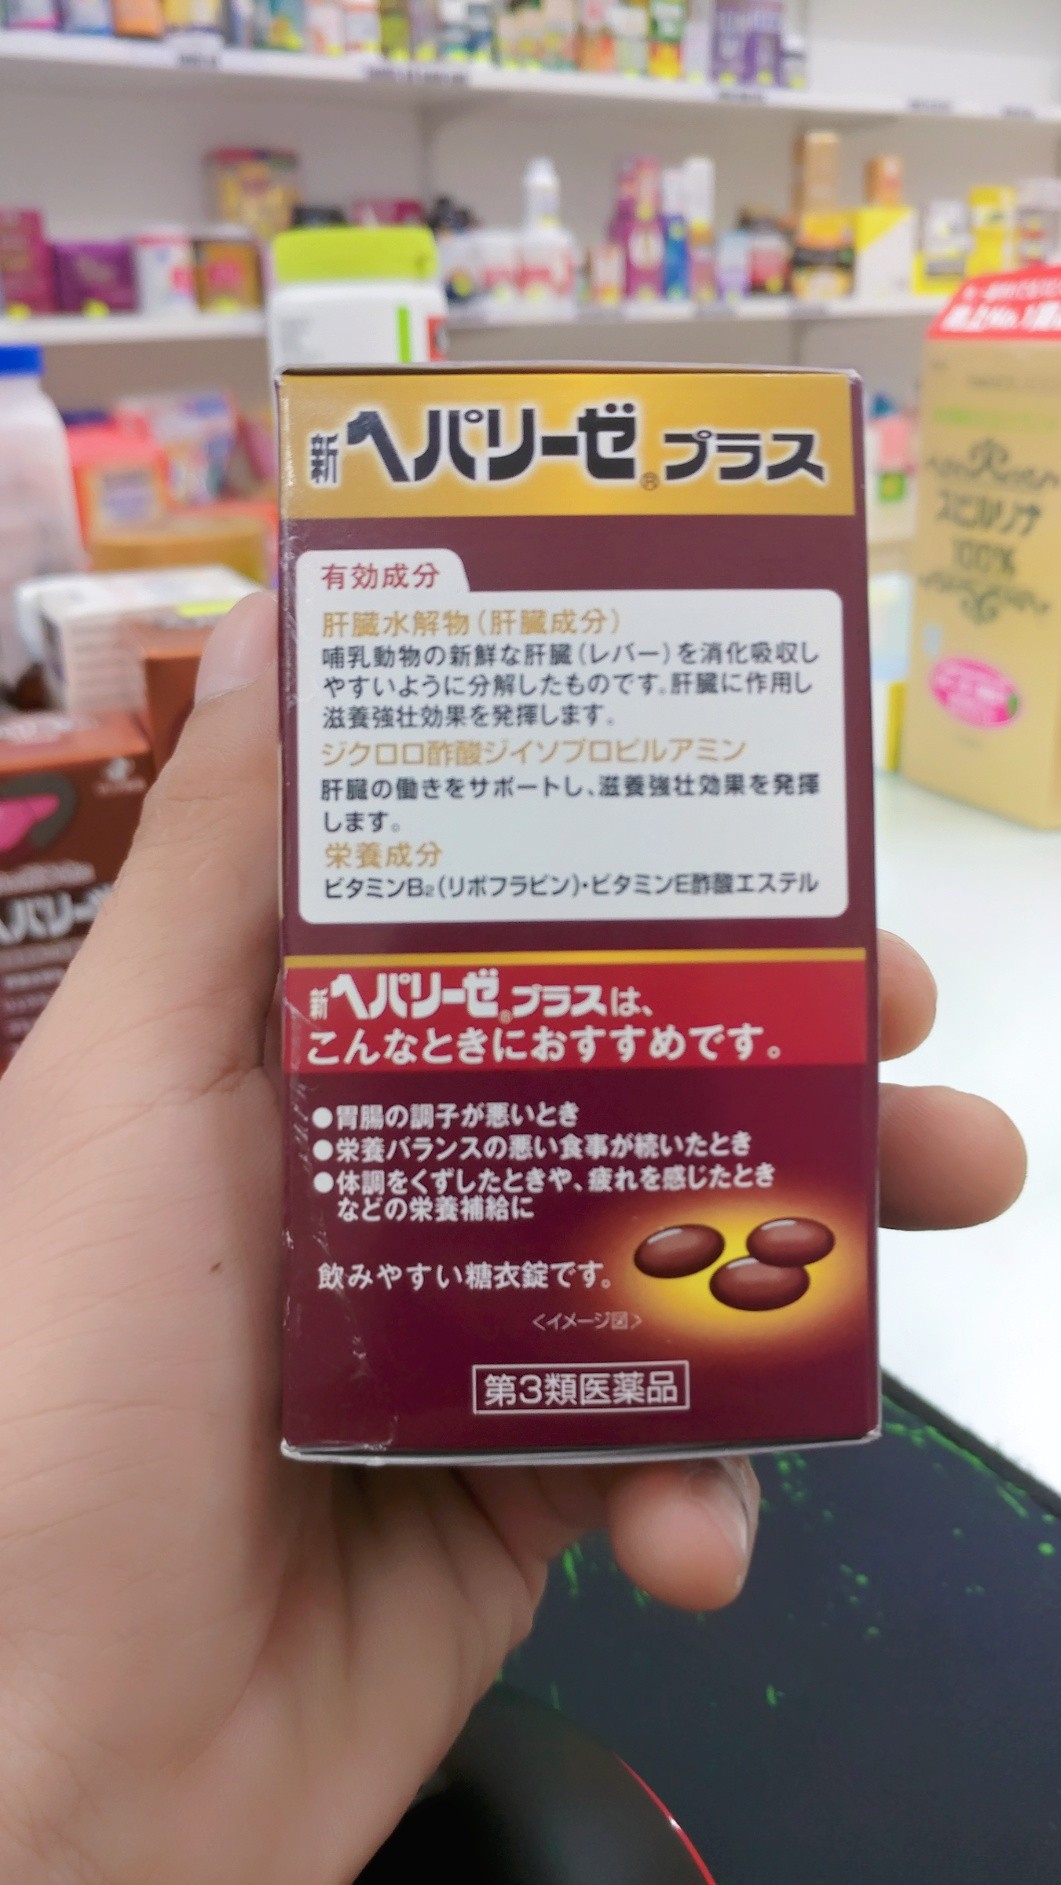 新ヘパリーゼ®プラス
有効成分
肝臓水解物(肝臓成分)
哺乳動物の新鮮な肝臓(レバー)を消化吸収し
やすいように分解したものです。肝臓に作用し
滋養強壮効果を発揮します。
ジクロロ酢酸ジイソプロピルアミン
肝臓の働きをサポートし、滋養強壮効果を発揮
します。
栄養成分
ビタミンB₂(リボフラビン)・ビタミンE酢酸エステル
新ヘパリーゼ®プラスは、
こんなときにおすすめです。
●胃腸の調子が悪いとき
●栄養バランスの悪い食事が続いたとき
●体調をくずしたときや、疲れを感じたとき
などの栄養補給に
飲みやすい糖衣錠です。
<イメージ図>
第3類医薬品
スピルリナ
100%